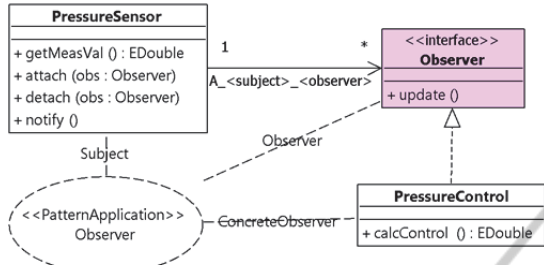 PressureSensor
+ getMeasVal () : EDouble
+ attach (obs : Observer)
+ detach (obs : Observer)
+ notify ()
1
*
A_<subject>_<observer>
<<interface>>
Observer
+ update ()
Subject
Observer
<<PatternApplication>>
Observer
ConcreteObserver
PressureControl
+ calcControl () : EDouble